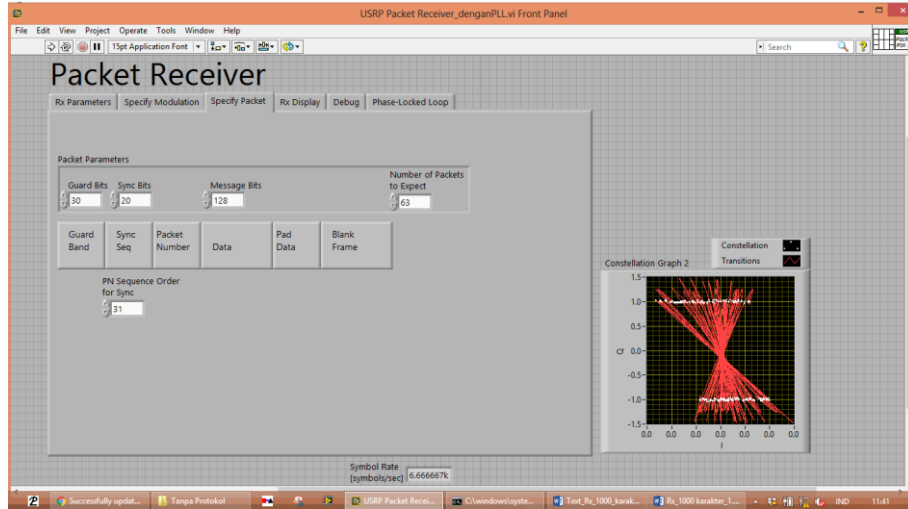 USRP Packet Receiver_denganPLL.vi Front Panel
File Edit View Project Operate Tools Window Help
15pt Application Font
Search
Packet Receiver
Rx Parameters Specify Modulation Specify Packet Rx Display Debug Phase-Locked Loop
Packet Parameters
Guard Bits Sync Bits Message Bits Number of Packets to Expect
30 20 128 63
Guard Band Sync Seq Packet Number Data Pad Data Blank Frame
PN Sequence Order for Sync
31
Constellation
Constellation Graph 2 Transitions
1.5
1.0
0.5
Q 0.0
-0.5
-1.0
-1.5
0.0 0.0 0.0 0.0 0.0 0.0 0.0
I
Symbol Rate
[symbols/sec] 6.666667k
Successfully updat... Tanpa Protokol USRP Packet Recei... C:\windows\syste... Text_Rx_1000_karak... Rx_1000 karakter_1.... IND 11:41